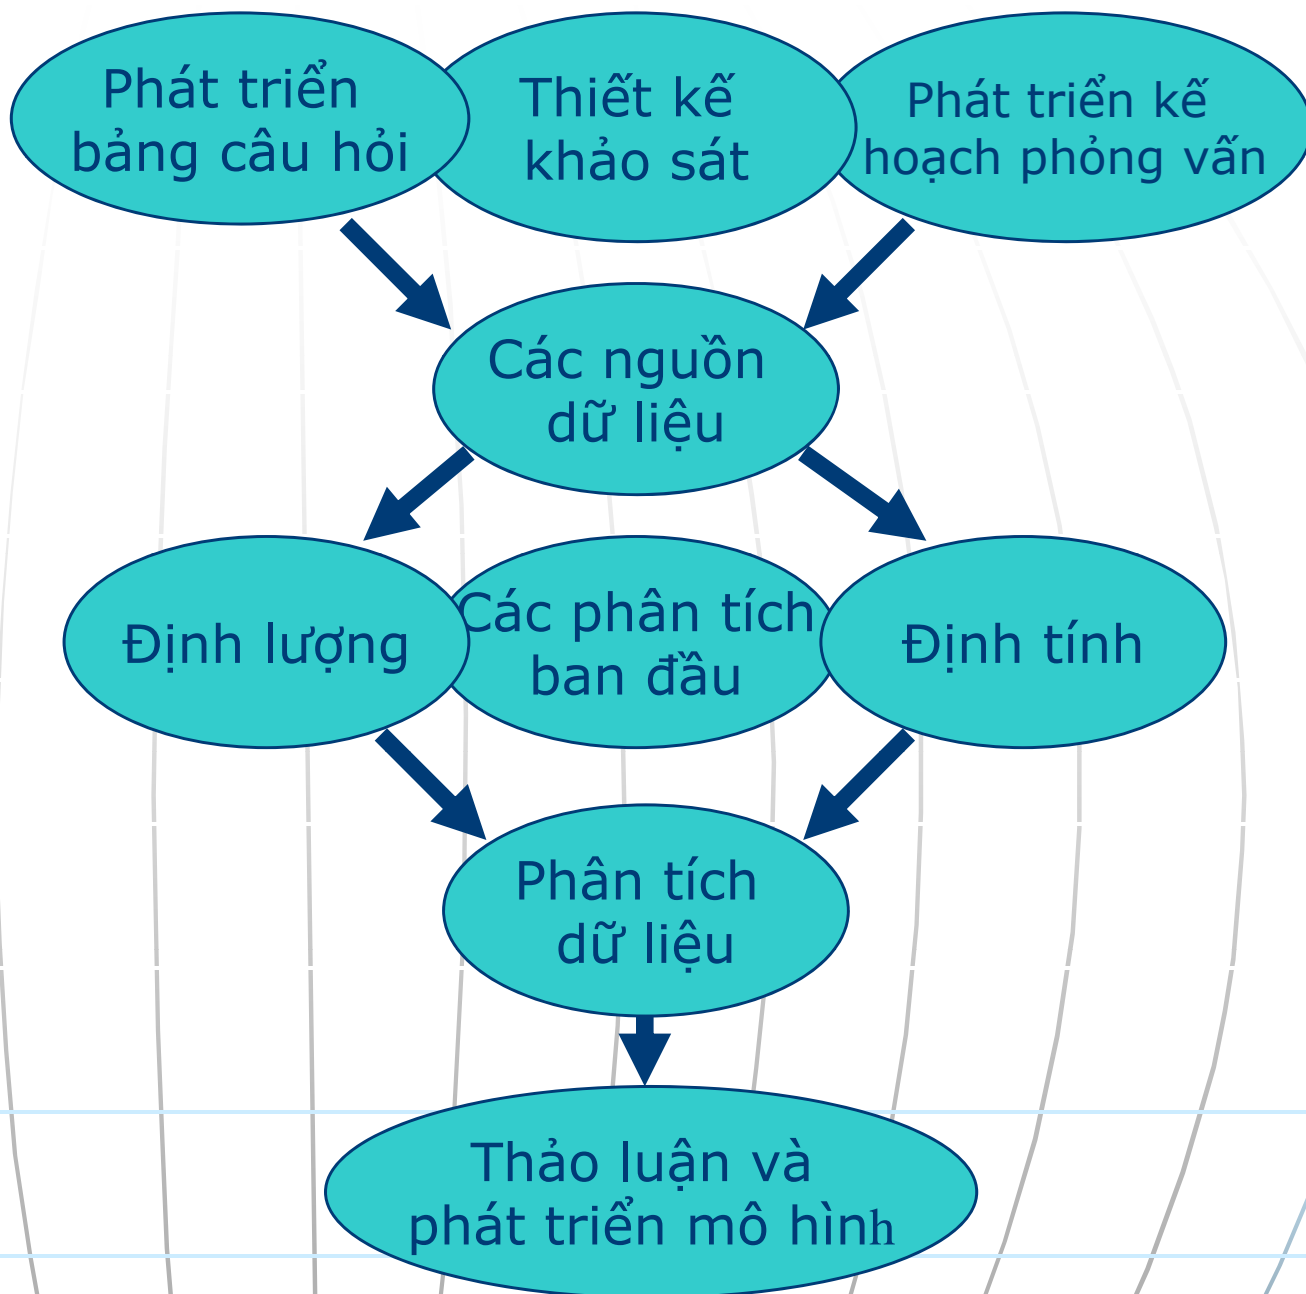 Phát triển
bảng câu hỏi
Thiết kế
khảo sát
Phát triển kế
hoạch phỏng vấn
Các nguồn
dữ liệu
Định lượng
Các phân tích
ban đầu
Định tính
Phân tích
dữ liệu
Thảo luận và
phát triển mô hình